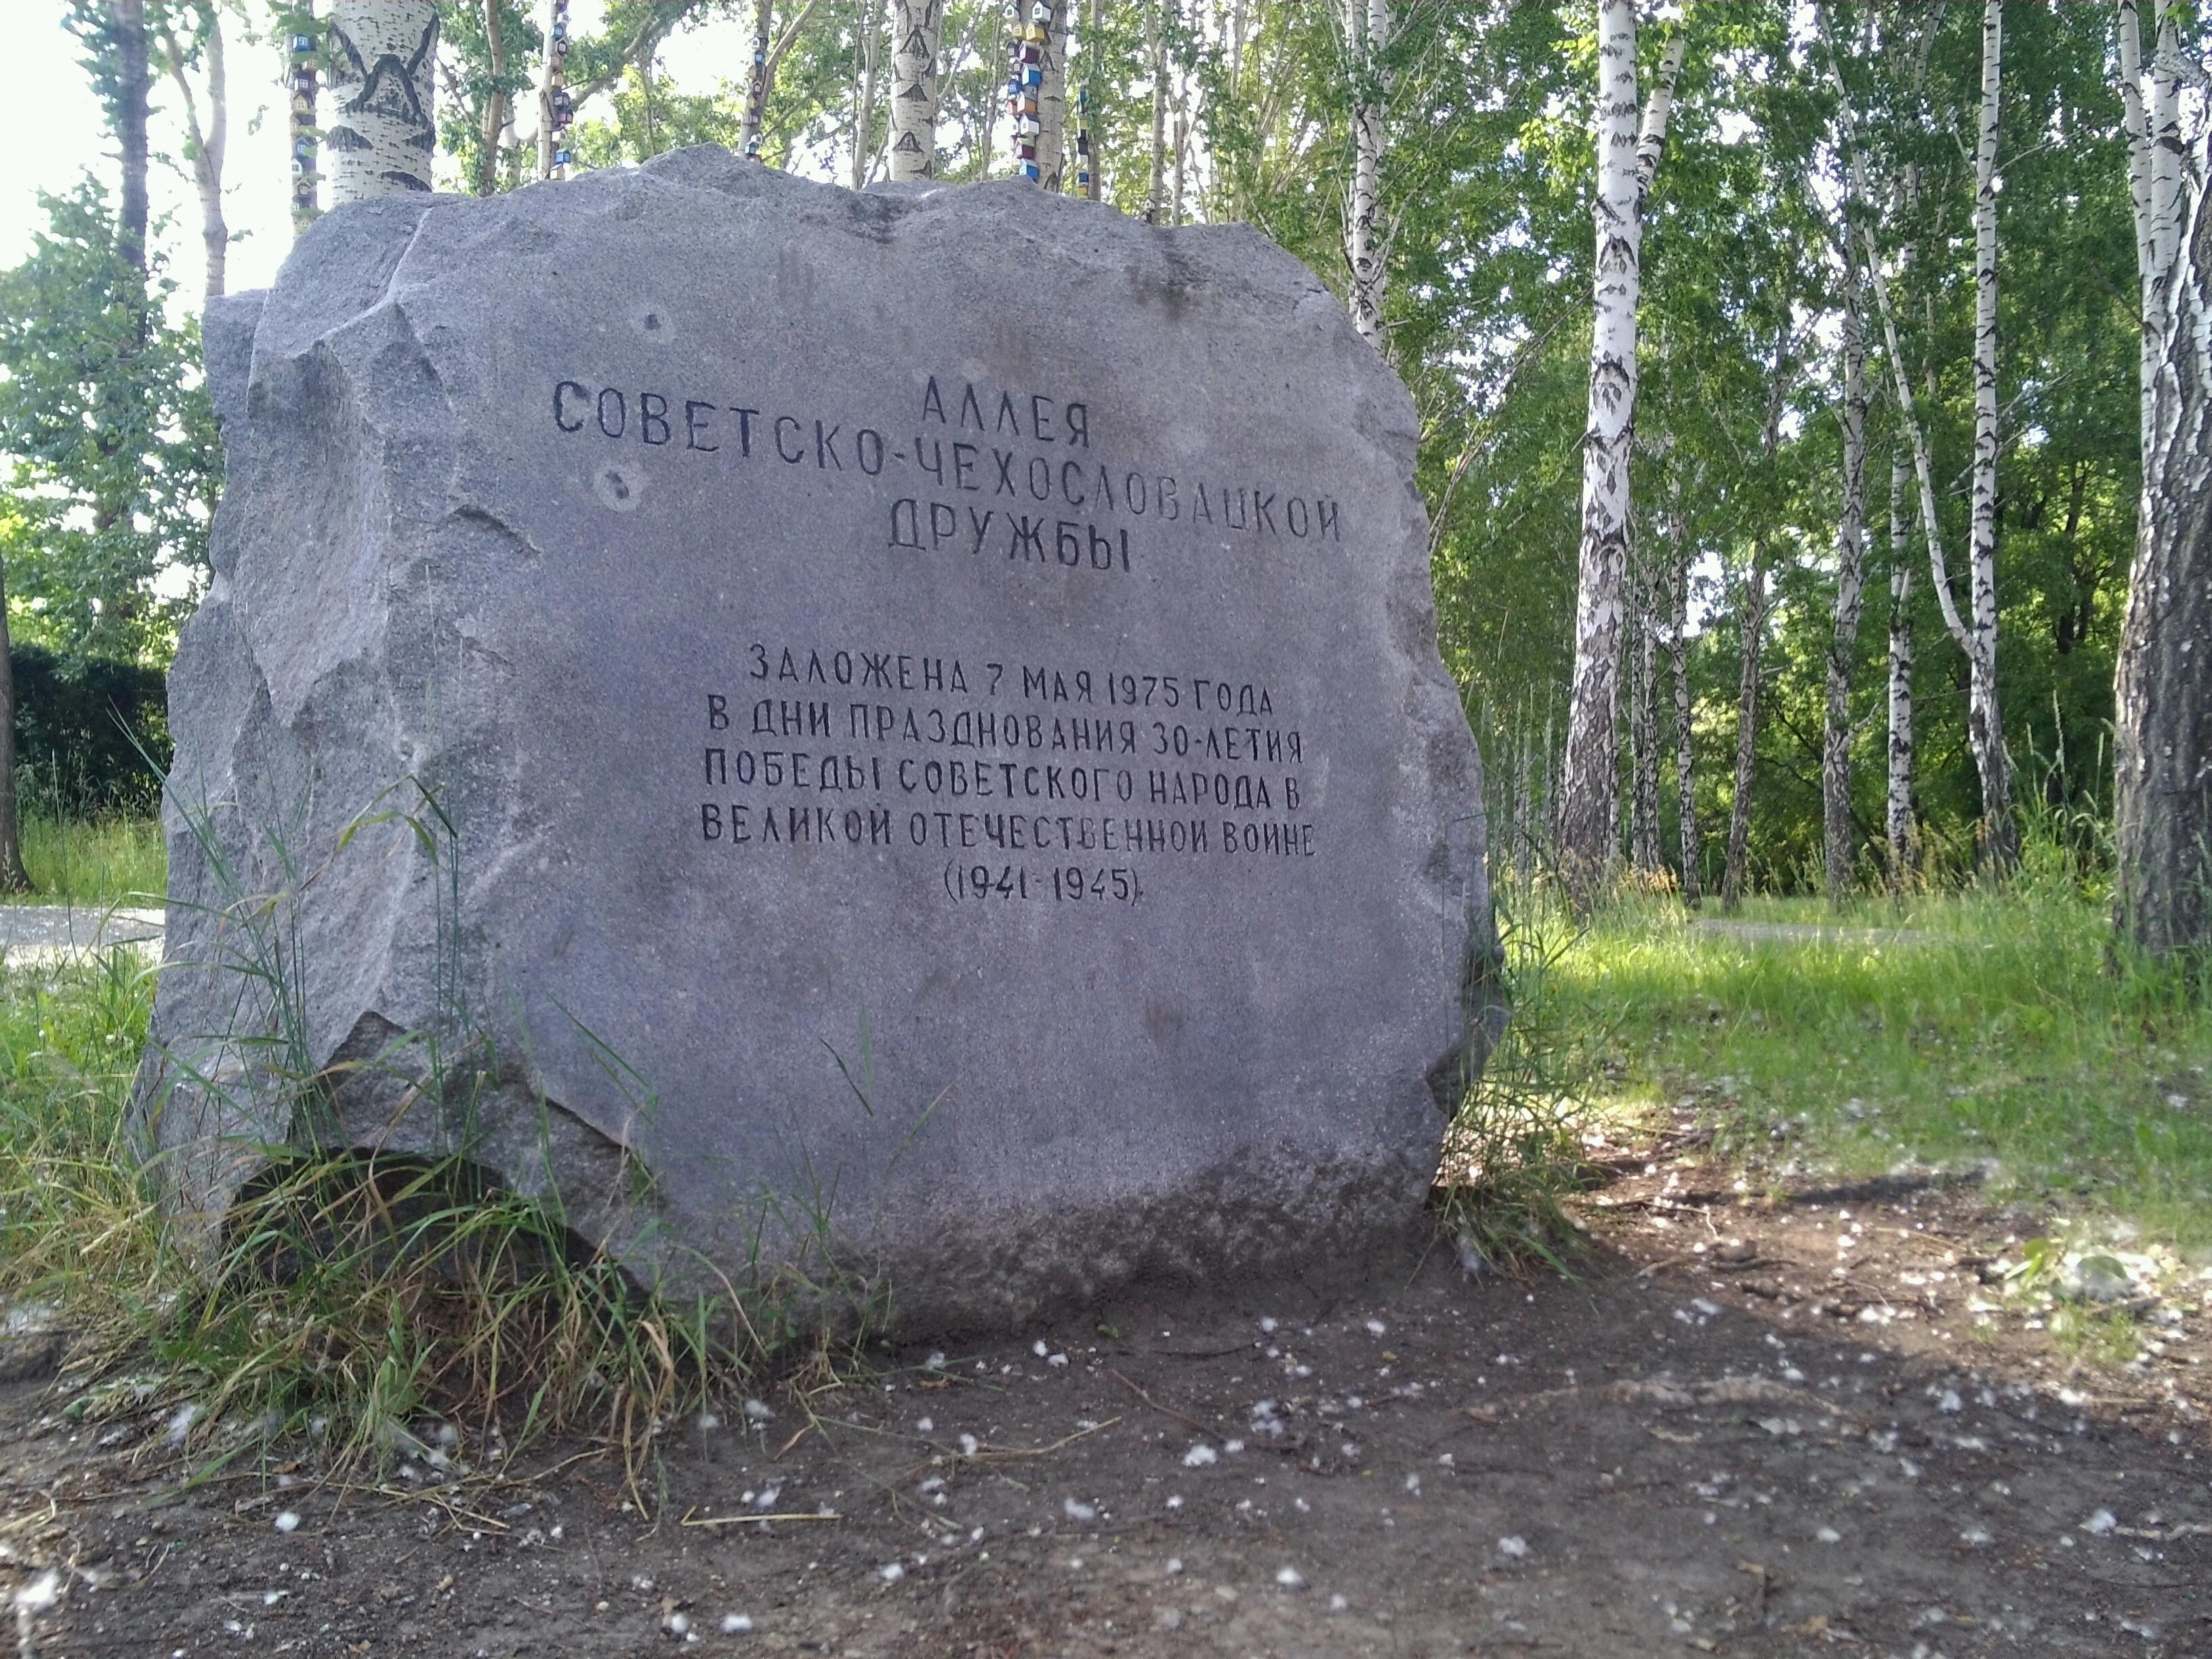 АЛЛЕЯ
СОВЕТСКО-ЧЕХОСЛОВАЦКОЙ
ДРУЖБЫ
ЗАЛОЖЕНА 7 МАЯ 1975 ГОДА
В ДНИ ПРАЗДНОВАНИЯ 30-ЛЕТИЯ
ПОБЕДЫ СОВЕТСКОГО НАРОДА В
ВЕЛИКОЙ ОТЕЧЕСТВЕННОЙ ВОЙНЕ
(1941-1945)